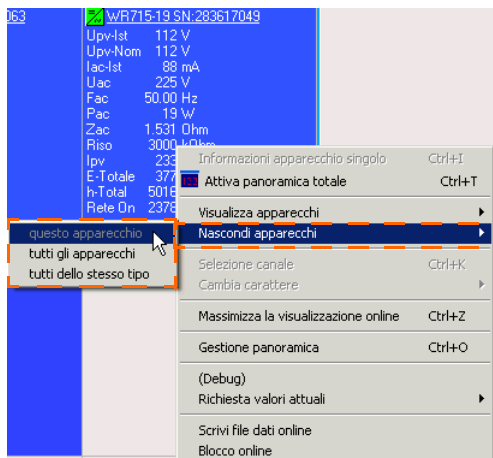 063
WR715-19 SN:283617049
Upv-Ist 112 V
Upv-Nom 112 V
Iac-Ist 88 mA
Uac 225 V
Fac 50.00 Hz
Pac 19 W
Zac 1.531 Ohm
Riso 3000 kOhm
Ipv 233
E-Totale 377
h-Total 5016
Rete On 2378
Informazioni apparecchio singolo Ctrl+I
Attiva panoramica totale Ctrl+T
Visualizza apparecchi
Nascondi apparecchi
questo apparecchio
tutti gli apparecchi
tutti dello stesso tipo
Selezione canale Ctrl+K
Cambia carattere
Massimizza la visualizzazione online Ctrl+Z
Gestione panoramica Ctrl+O
(Debug)
Richiesta valori attuali
Scrivi file dati online
Blocco online